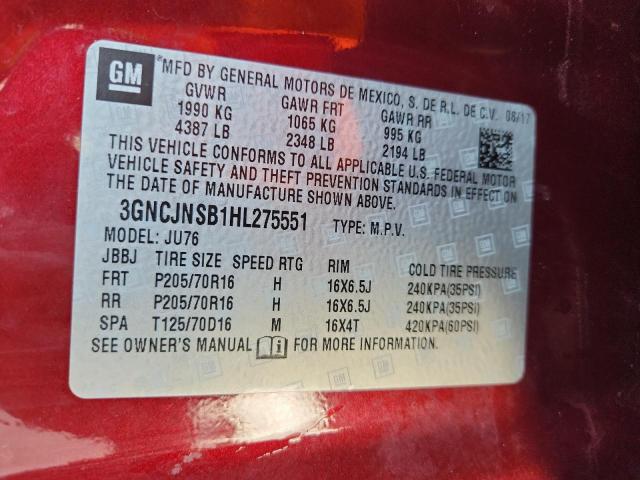 GM
MFD BY GENERAL MOTORS DE MEXICO, S. DE R.L. DE C.V. 08/17
GVWR GAWR FRT GAWR RR
1990 KG 1065 KG 995 KG
4387 LB 2348 LB 2194 LB
THIS VEHICLE CONFORMS TO ALL APPLICABLE U.S. FEDERAL MOTOR
VEHICLE SAFETY AND THEFT PREVENTION STANDARDS IN EFFECT ON
THE DATE OF MANUFACTURE SHOWN ABOVE.
3GNCJNSB1HL275551 TYPE: M.P.V.
MODEL: JU76
JBBJ TIRE SIZE SPEED RTG RIM COLD TIRE PRESSURE
FRT P205/70R16 H 16X6.5J 240KPA(35PSI)
RR P205/70R16 H 16X6.5J 240KPA(35PSI)
SPA T125/70D16 M 16X4T 420KPA(60PSI)
SEE OWNER'S MANUAL FOR MORE INFORMATION.